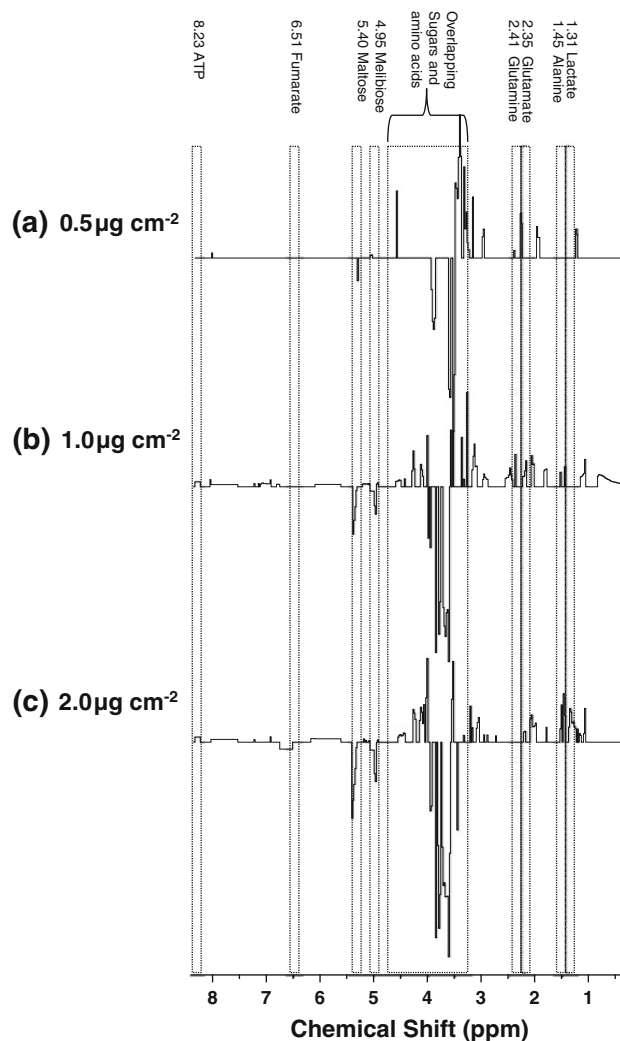 8.23 ATP
6.51 Fumarate
5.40 Maltose
4.95 Melibiose
Overlapping
Sugars and
amino acids
2.41 Glutamine
2.35 Glutamate
1.45 Alanine
1.31 Lactate
(a) 0.5µg cm-2
(b) 1.0µg cm-2
(c) 2.0µg cm-2
8 7 6 5 4 3 2 1
Chemical Shift (ppm)